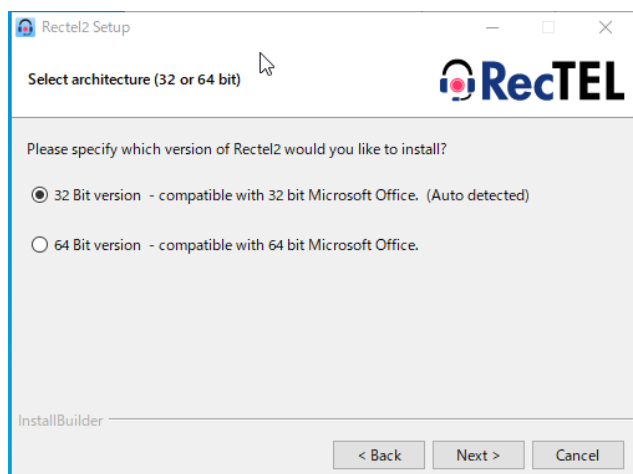 Rectel2 Setup
Select architecture (32 or 64 bit)
RecTEL
Please specify which version of Rectel2 would you like to install?
32 Bit version - compatible with 32 bit Microsoft Office. (Auto detected)
64 Bit version - compatible with 64 bit Microsoft Office.
InstallBuilder
< Back
Next >
Cancel